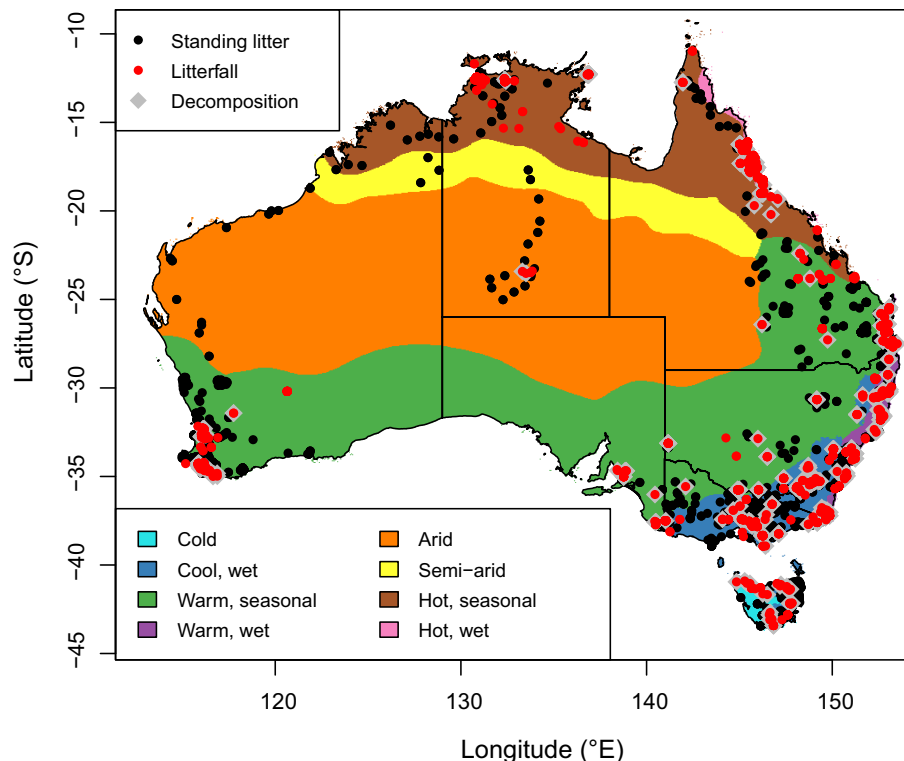 −10
−15
−20
−25
−30
−35
−40
−45
Latitude (°S)
Standing litter
Litterfall
Decomposition
Cold
Cool, wet
Warm, seasonal
Warm, wet
Arid
Semi−arid
Hot, seasonal
Hot, wet
120
130
140
150
Longitude (°E)